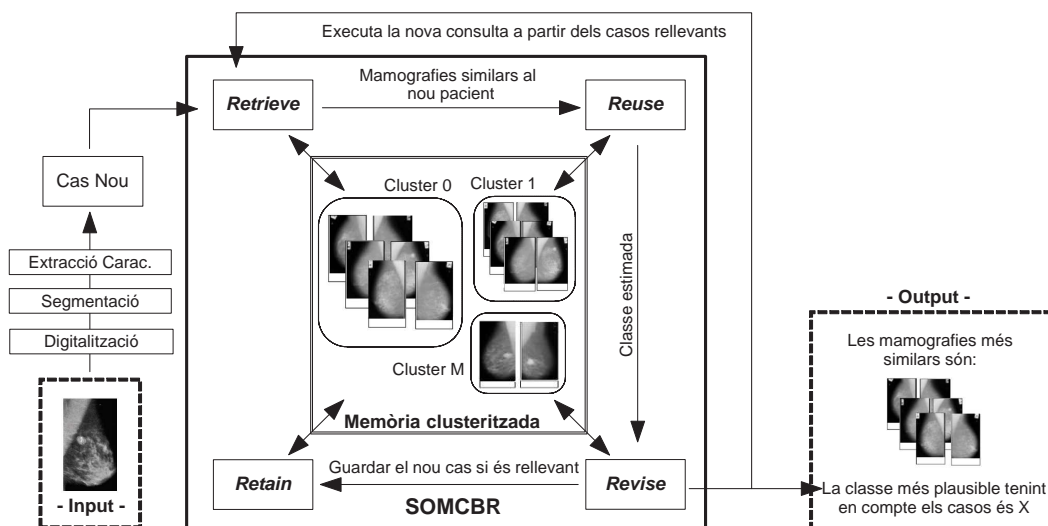 Executa la nova consulta a partir dels casos rellevants
Retrieve
Mamografies similars al
nou pacient
Reuse
Cas Nou
Extracció Carac.
Segmentació
Digitalització
- Input -
Cluster 0
Cluster 1
Cluster M
Memòria clusteritzada
Classe estimada
Retain
Guardar el nou cas si és rellevant
Revise
SOMCBR
- Output -
Les mamografies més
similars són:
La classe més plausible tenint
en compte els casos és X